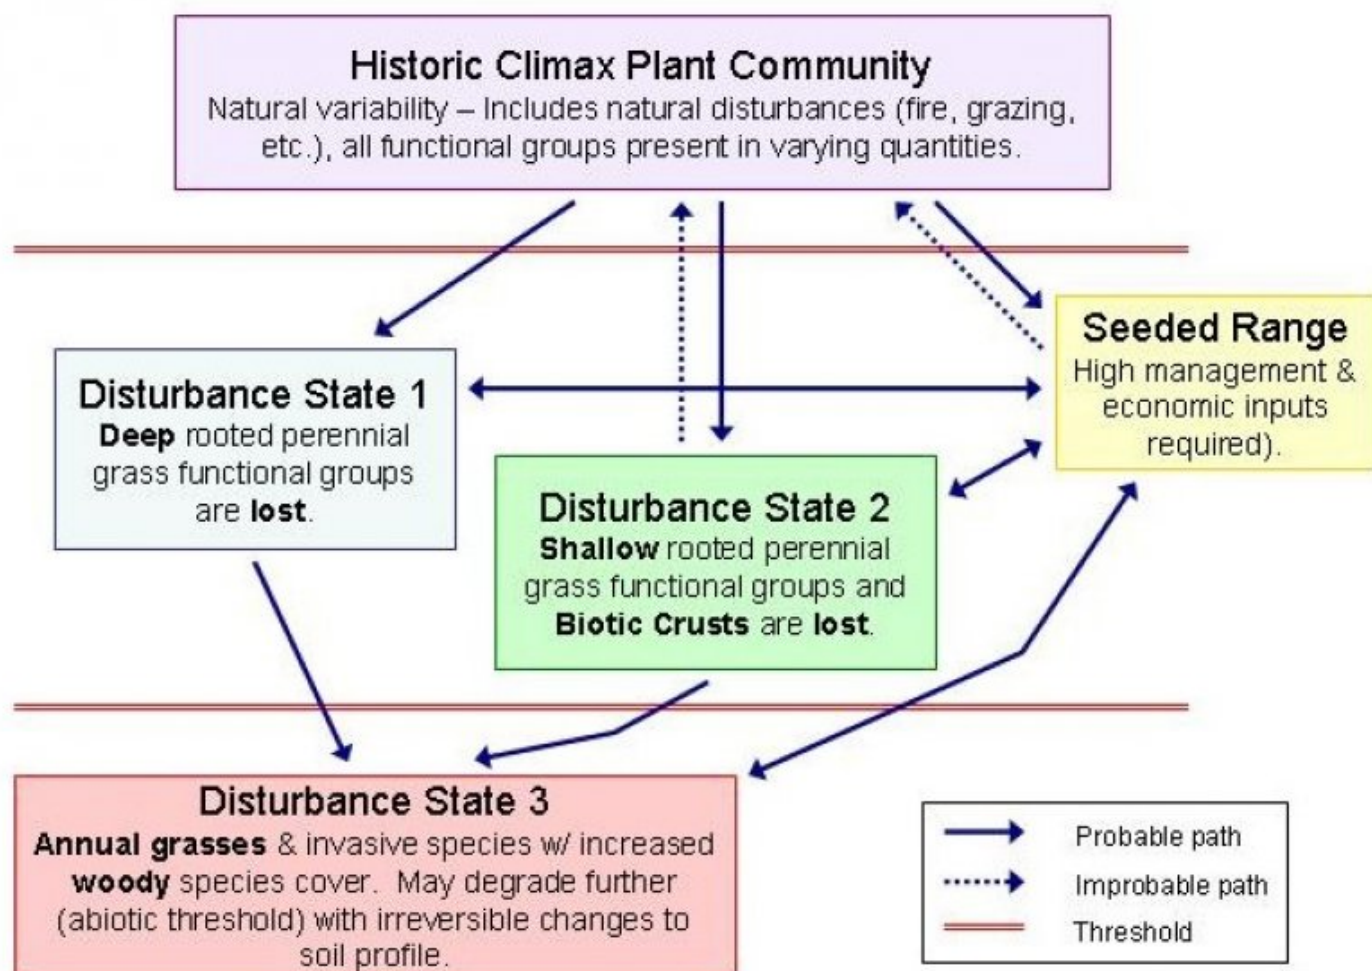 Historic Climax Plant Community
Natural variability – Includes natural disturbances (fire, grazing,
etc.), all functional groups present in varying quantities.
Seeded Range
High management &
economic inputs
required).
Disturbance State 1
Deep rooted perennial
grass functional groups
are lost.
Disturbance State 2
Shallow rooted perennial
grass functional groups and
Biotic Crusts are lost.
Disturbance State 3
Annual grasses & invasive species w/ increased
woody species cover. May degrade further
(abiotic threshold) with irreversible changes to
soil profile.
Probable path
Improbable path
Threshold